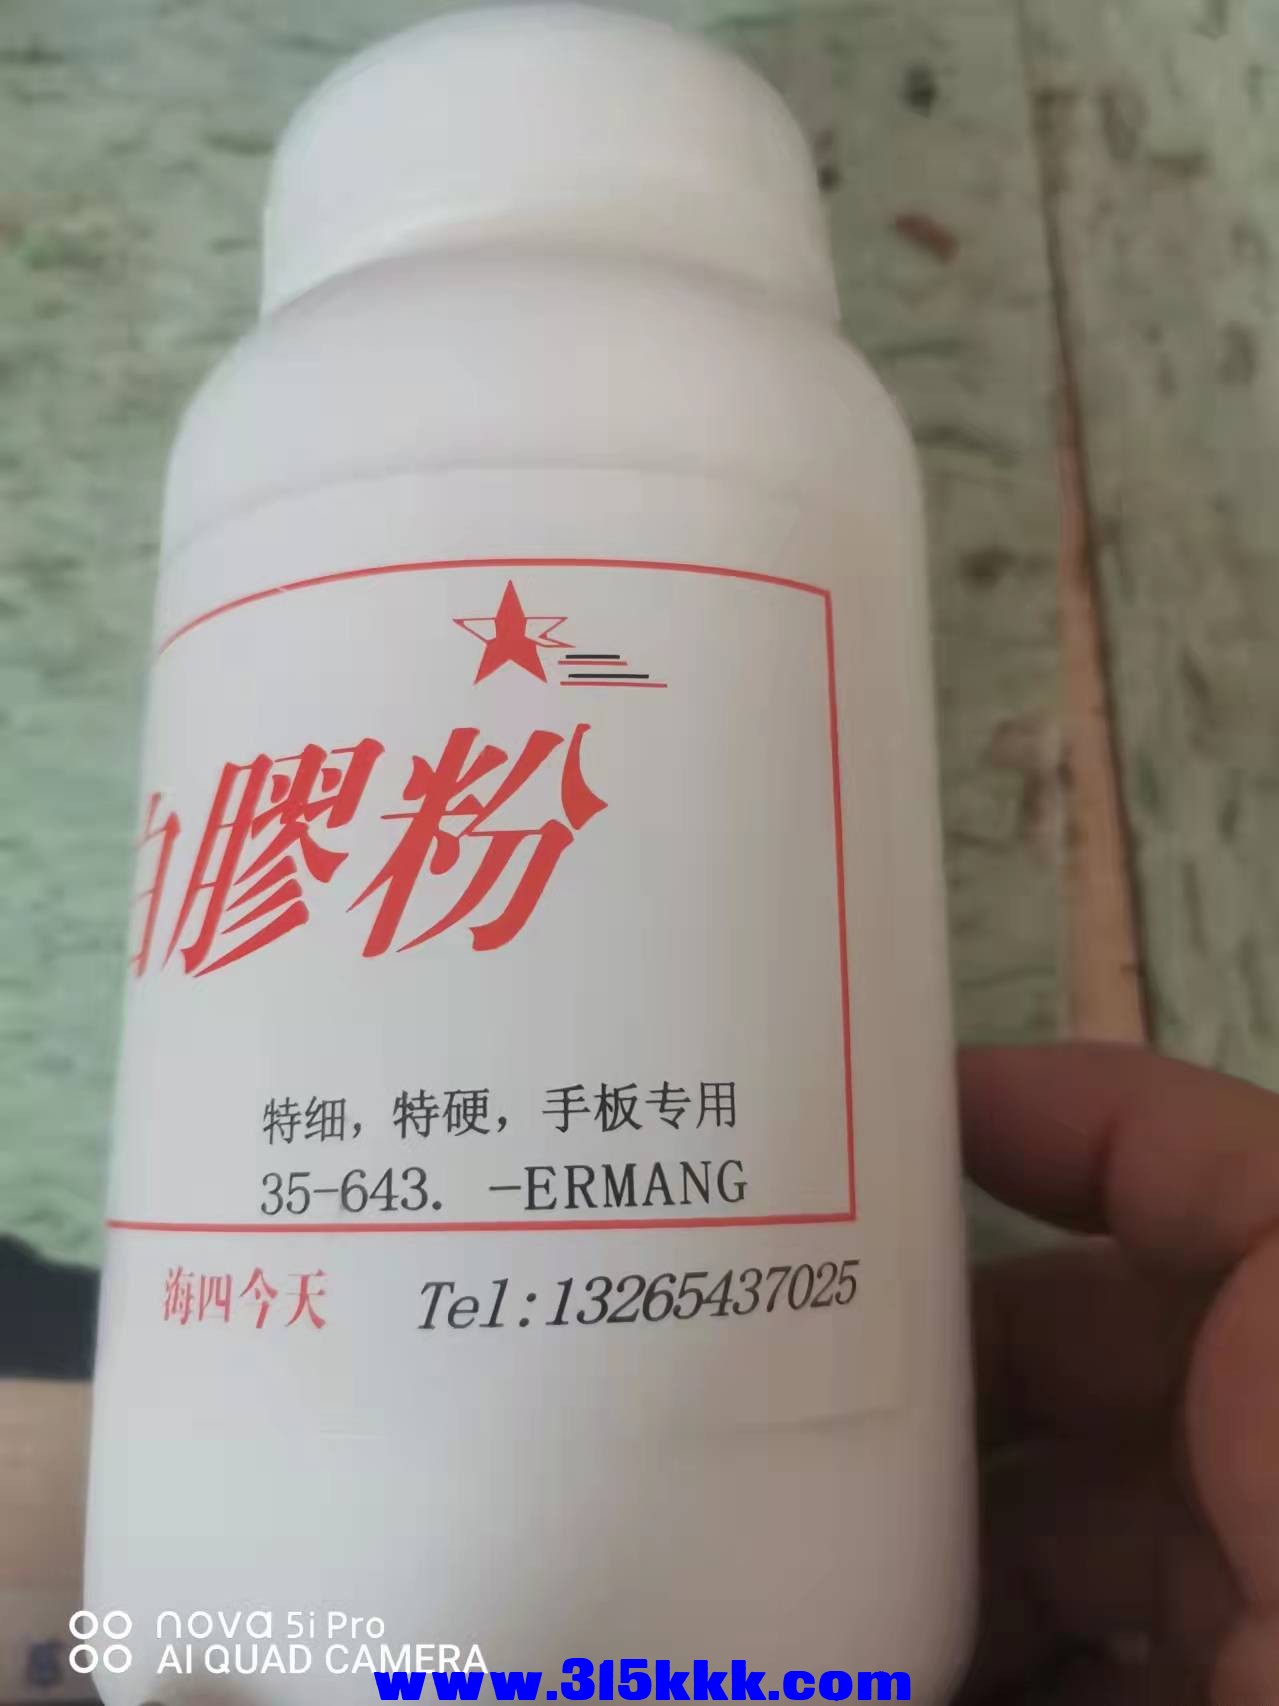 白膠粉
特细，特硬，手板专用
35-643. -ERMANG
海四今天 Tel:13265437025
nova 5i Pro
AI QUAD CAMERA
www.315kkk.com